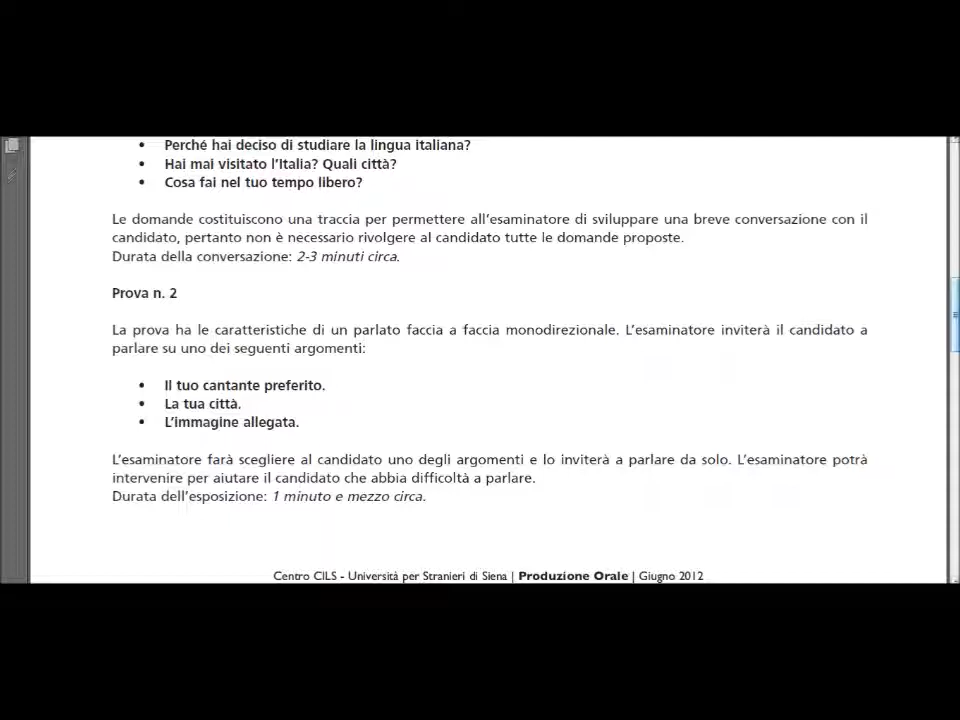 • Perché hai deciso di studiare la lingua italiana?
• Hai mai visitato l'Italia? Quali città?
• Cosa fai nel tuo tempo libero?
Le domande costituiscono una traccia per permettere all'esaminatore di sviluppare una breve conversazione con il
candidato, pertanto non è necessario rivolgere al candidato tutte le domande proposte.
Durata della conversazione: 2-3 minuti circa.
Prova n. 2
La prova ha le caratteristiche di un parlato faccia a faccia monodirezionale. L'esaminatore inviterà il candidato a
parlare su uno dei seguenti argomenti:
• Il tuo cantante preferito.
• La tua città.
• L'immagine allegata.
L'esaminatore farà scegliere al candidato uno degli argomenti e lo inviterà a parlare da solo. L'esaminatore potrà
intervenire per aiutare il candidato che abbia difficoltà a parlare.
Durata dell'esposizione: 1 minuto e mezzo circa.
Centro CILS - Università per Stranieri di Siena | Produzione Orale | Giugno 2012